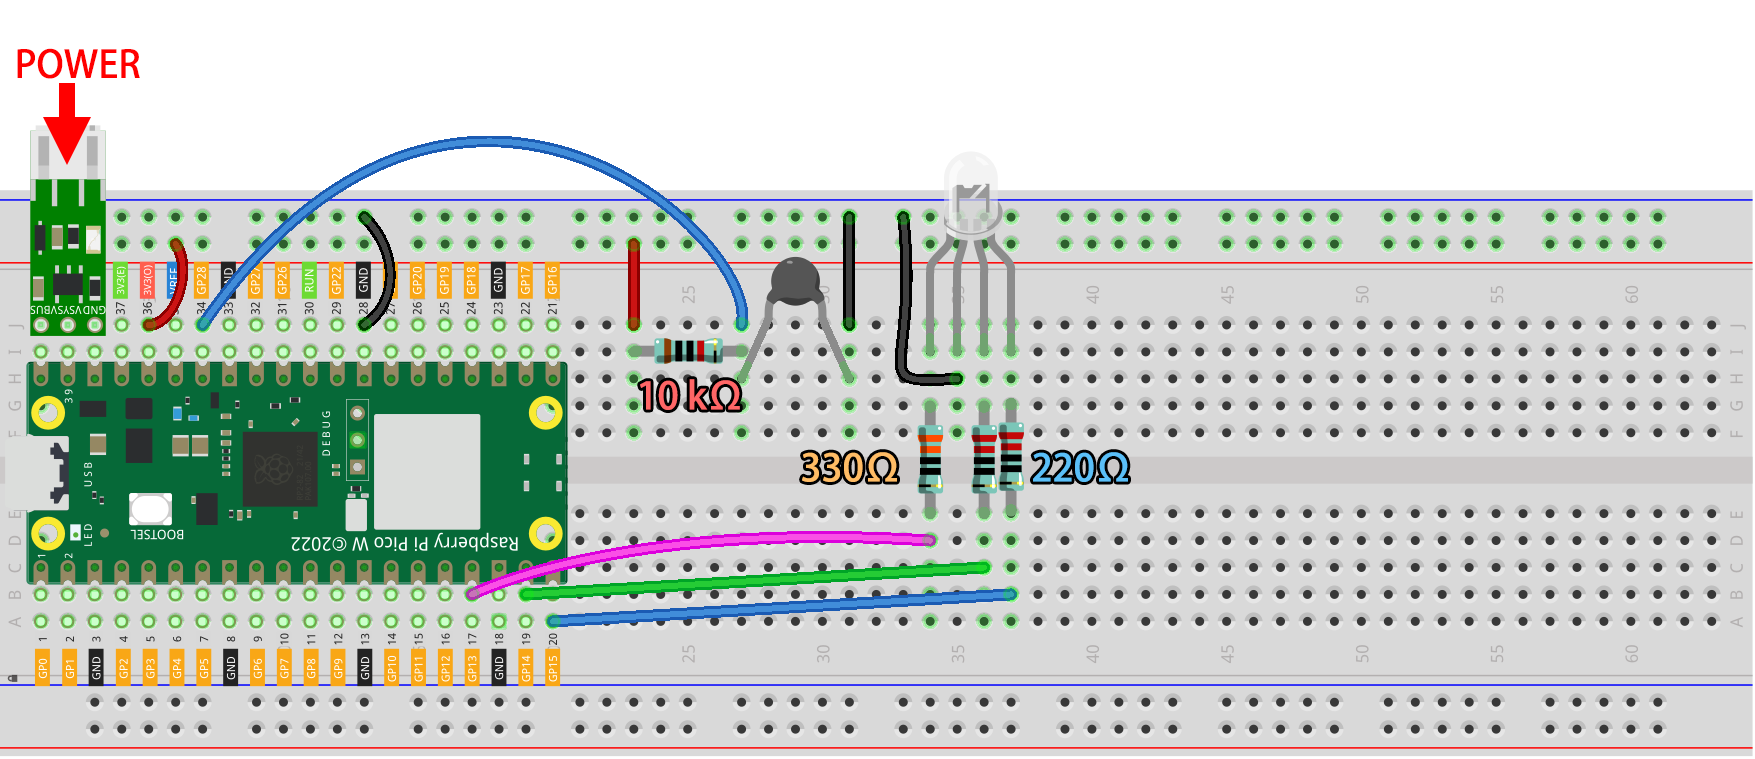 POWER
3V3(E)
3V3(O)
VREF
GP28
GND
GP27
GP26
RUN
GP22
GND
GP20
GP19
GP18
GND
GP17
GP16
37 36 34 33 32 31 30 29 28 27 26 25 24 23 22 21
VBUS VSYS GND
25 30 35 40 45 50 55 60
J
I
H
G
F
39
10 kΩ
DEBUG
330Ω
220Ω
USB
BOOTSEL
LED
1
2
Raspberry Pi Pico W ©2022
E
D
C
B
A
E
D
C
B
A
1 2 3 4 5 6 7 8 9 10 11 12 13 14 15 16 17 18 19 20
25 30 35 40 45 50 55 60
GP0
GP1
GND
GP2
GP3
GP4
GP5
GND
GP6
GP7
GP8
GP9
GND
GP10
GP11
GP12
GP13
GND
GP14
GP15